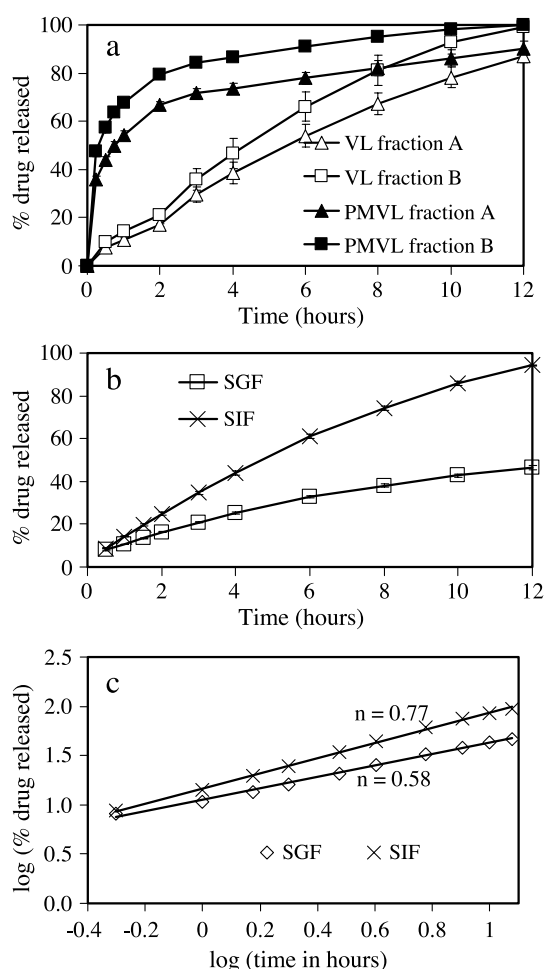 a
% drug released
100
80
60
40
20
0
VL fraction A
VL fraction B
PMVL fraction A
PMVL fraction B
0 2 4 6 8 10 12
Time (hours)
b
% drug released
100
80
60
40
20
0
SGF
SIF
0 2 4 6 8 10 12
Time (hours)
c
log (% drug released)
2.5
2.0
1.5
1.0
0.5
0.0
n = 0.77
n = 0.58
SGF SIF
-0.4 -0.2 0 0.2 0.4 0.6 0.8 1
log (time in hours)